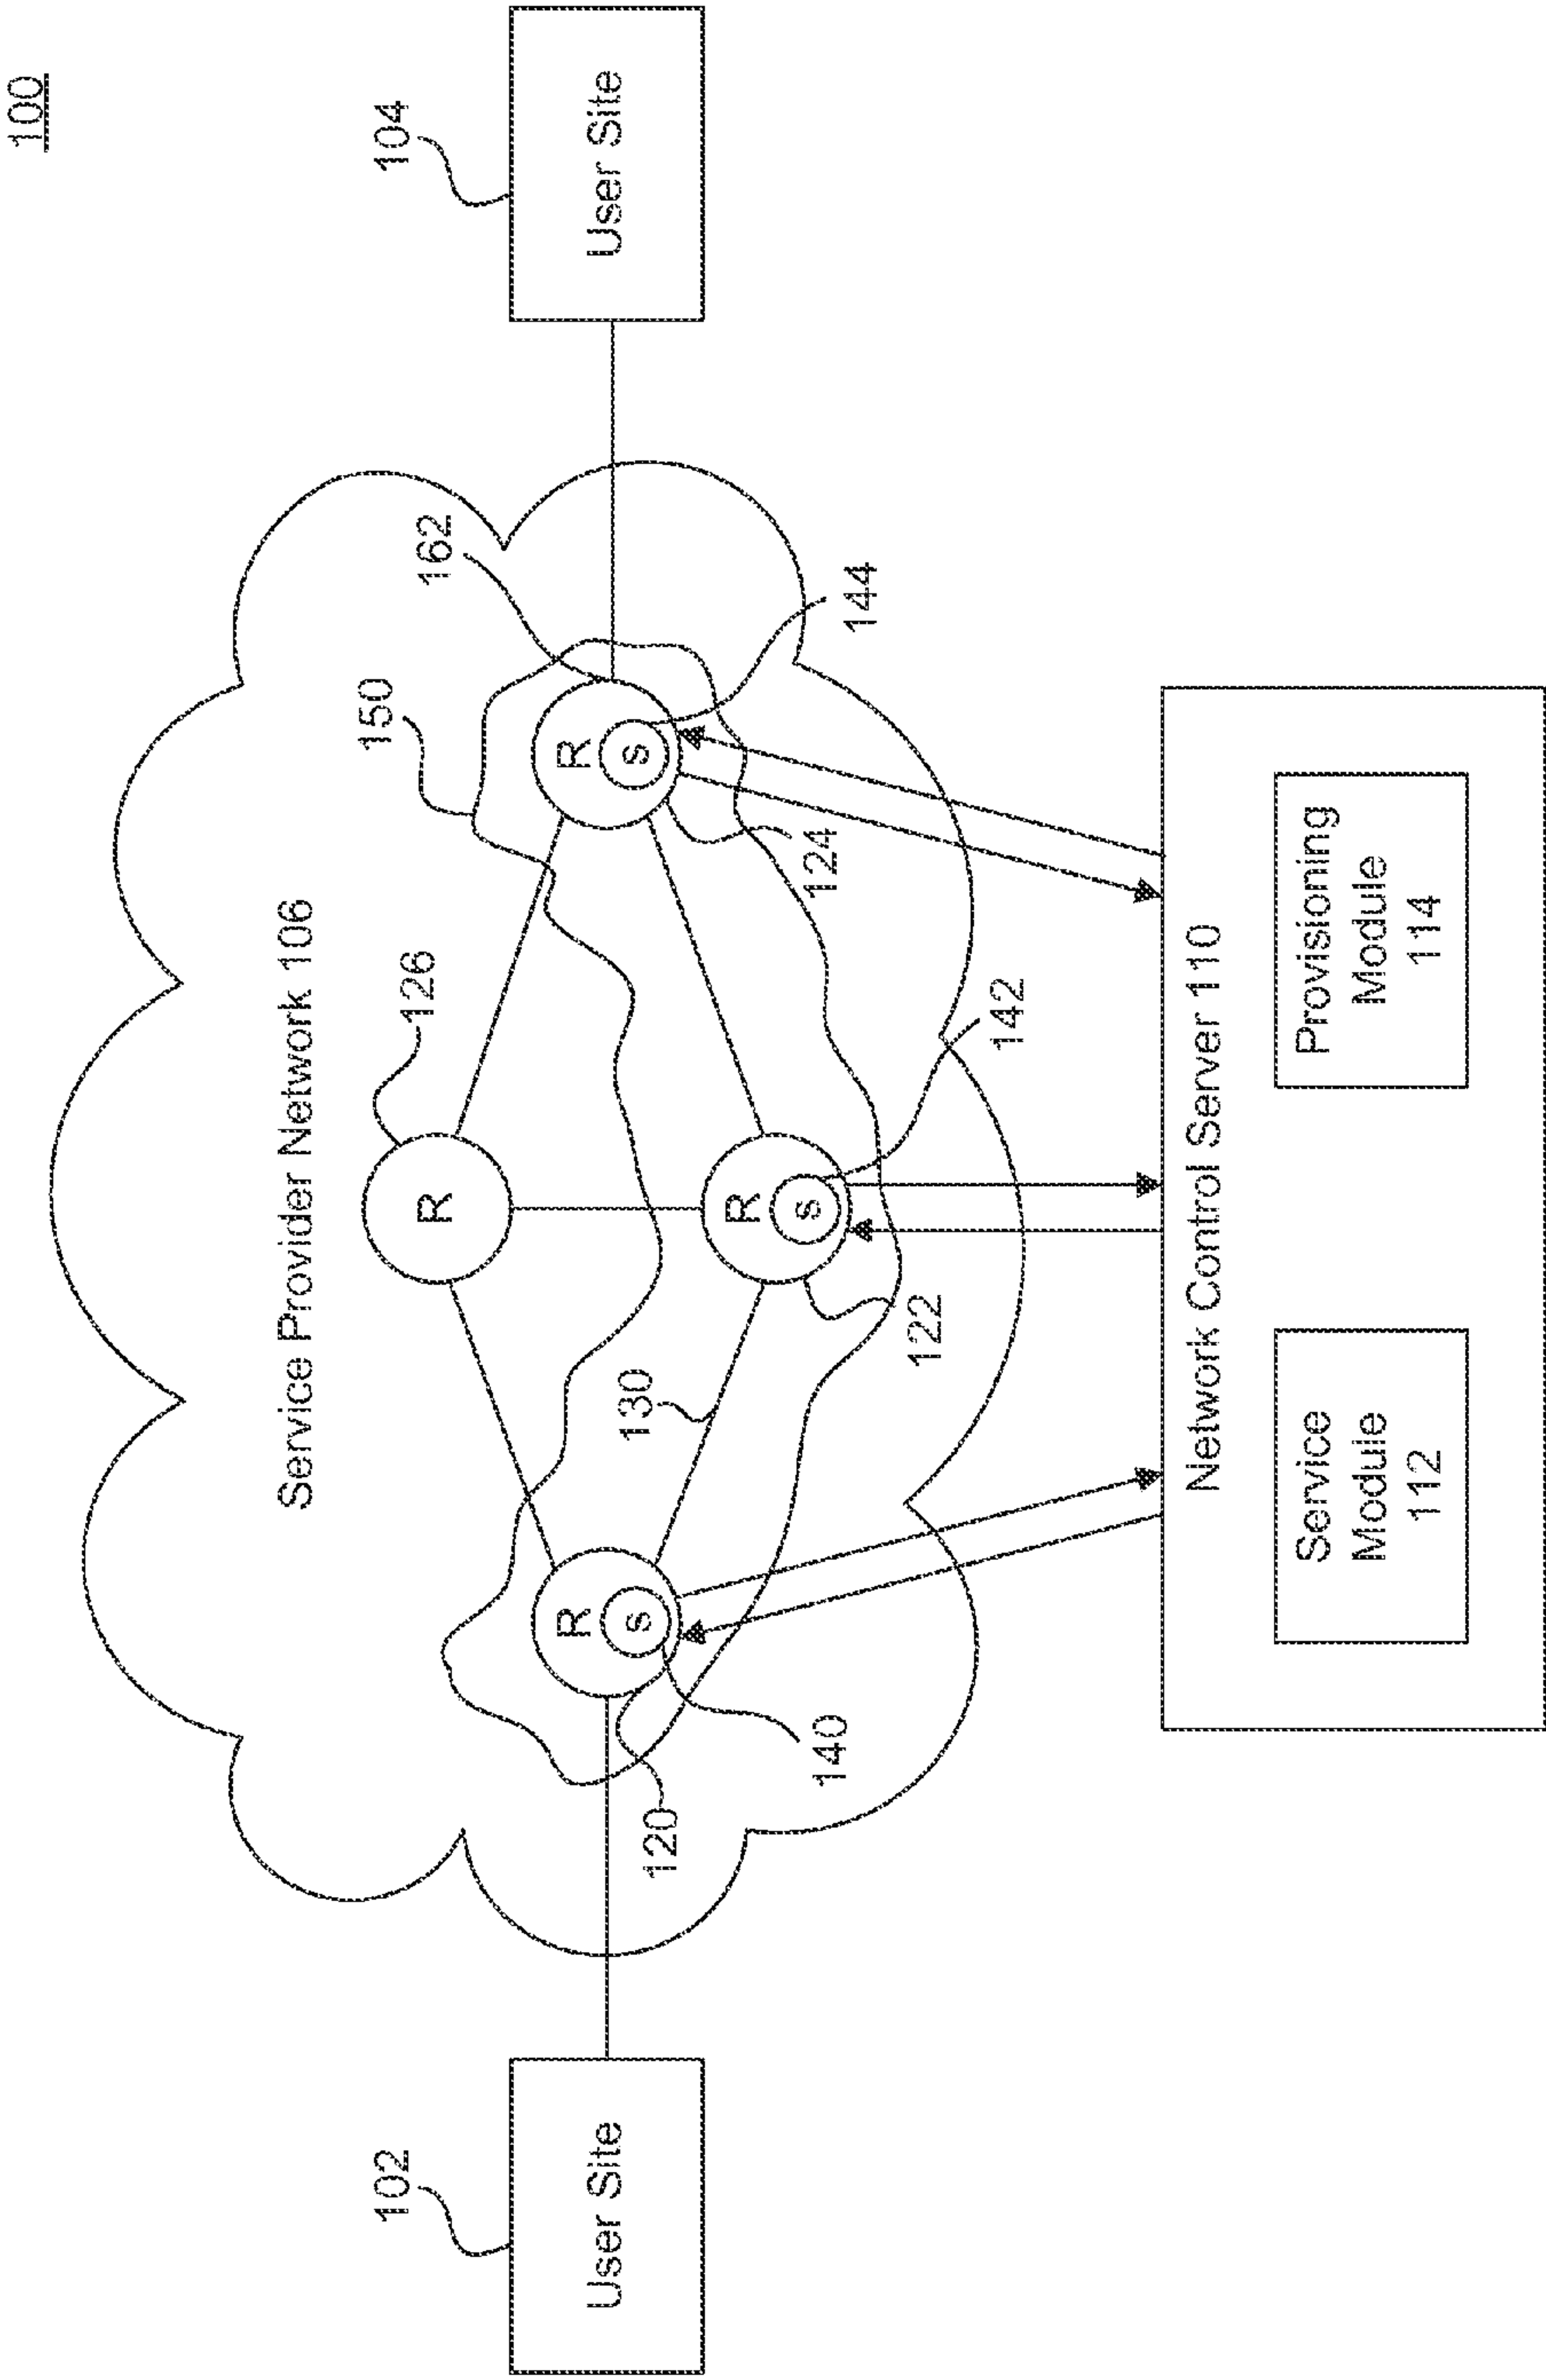 100
Service Provider Network 106
102
126
150
162
104
User Site
R
R
s
R
s
R
s
User Site
130
120
140
122
142
124
144
Network Control Server 110
Service
Module
112
Provisioning
Module
114